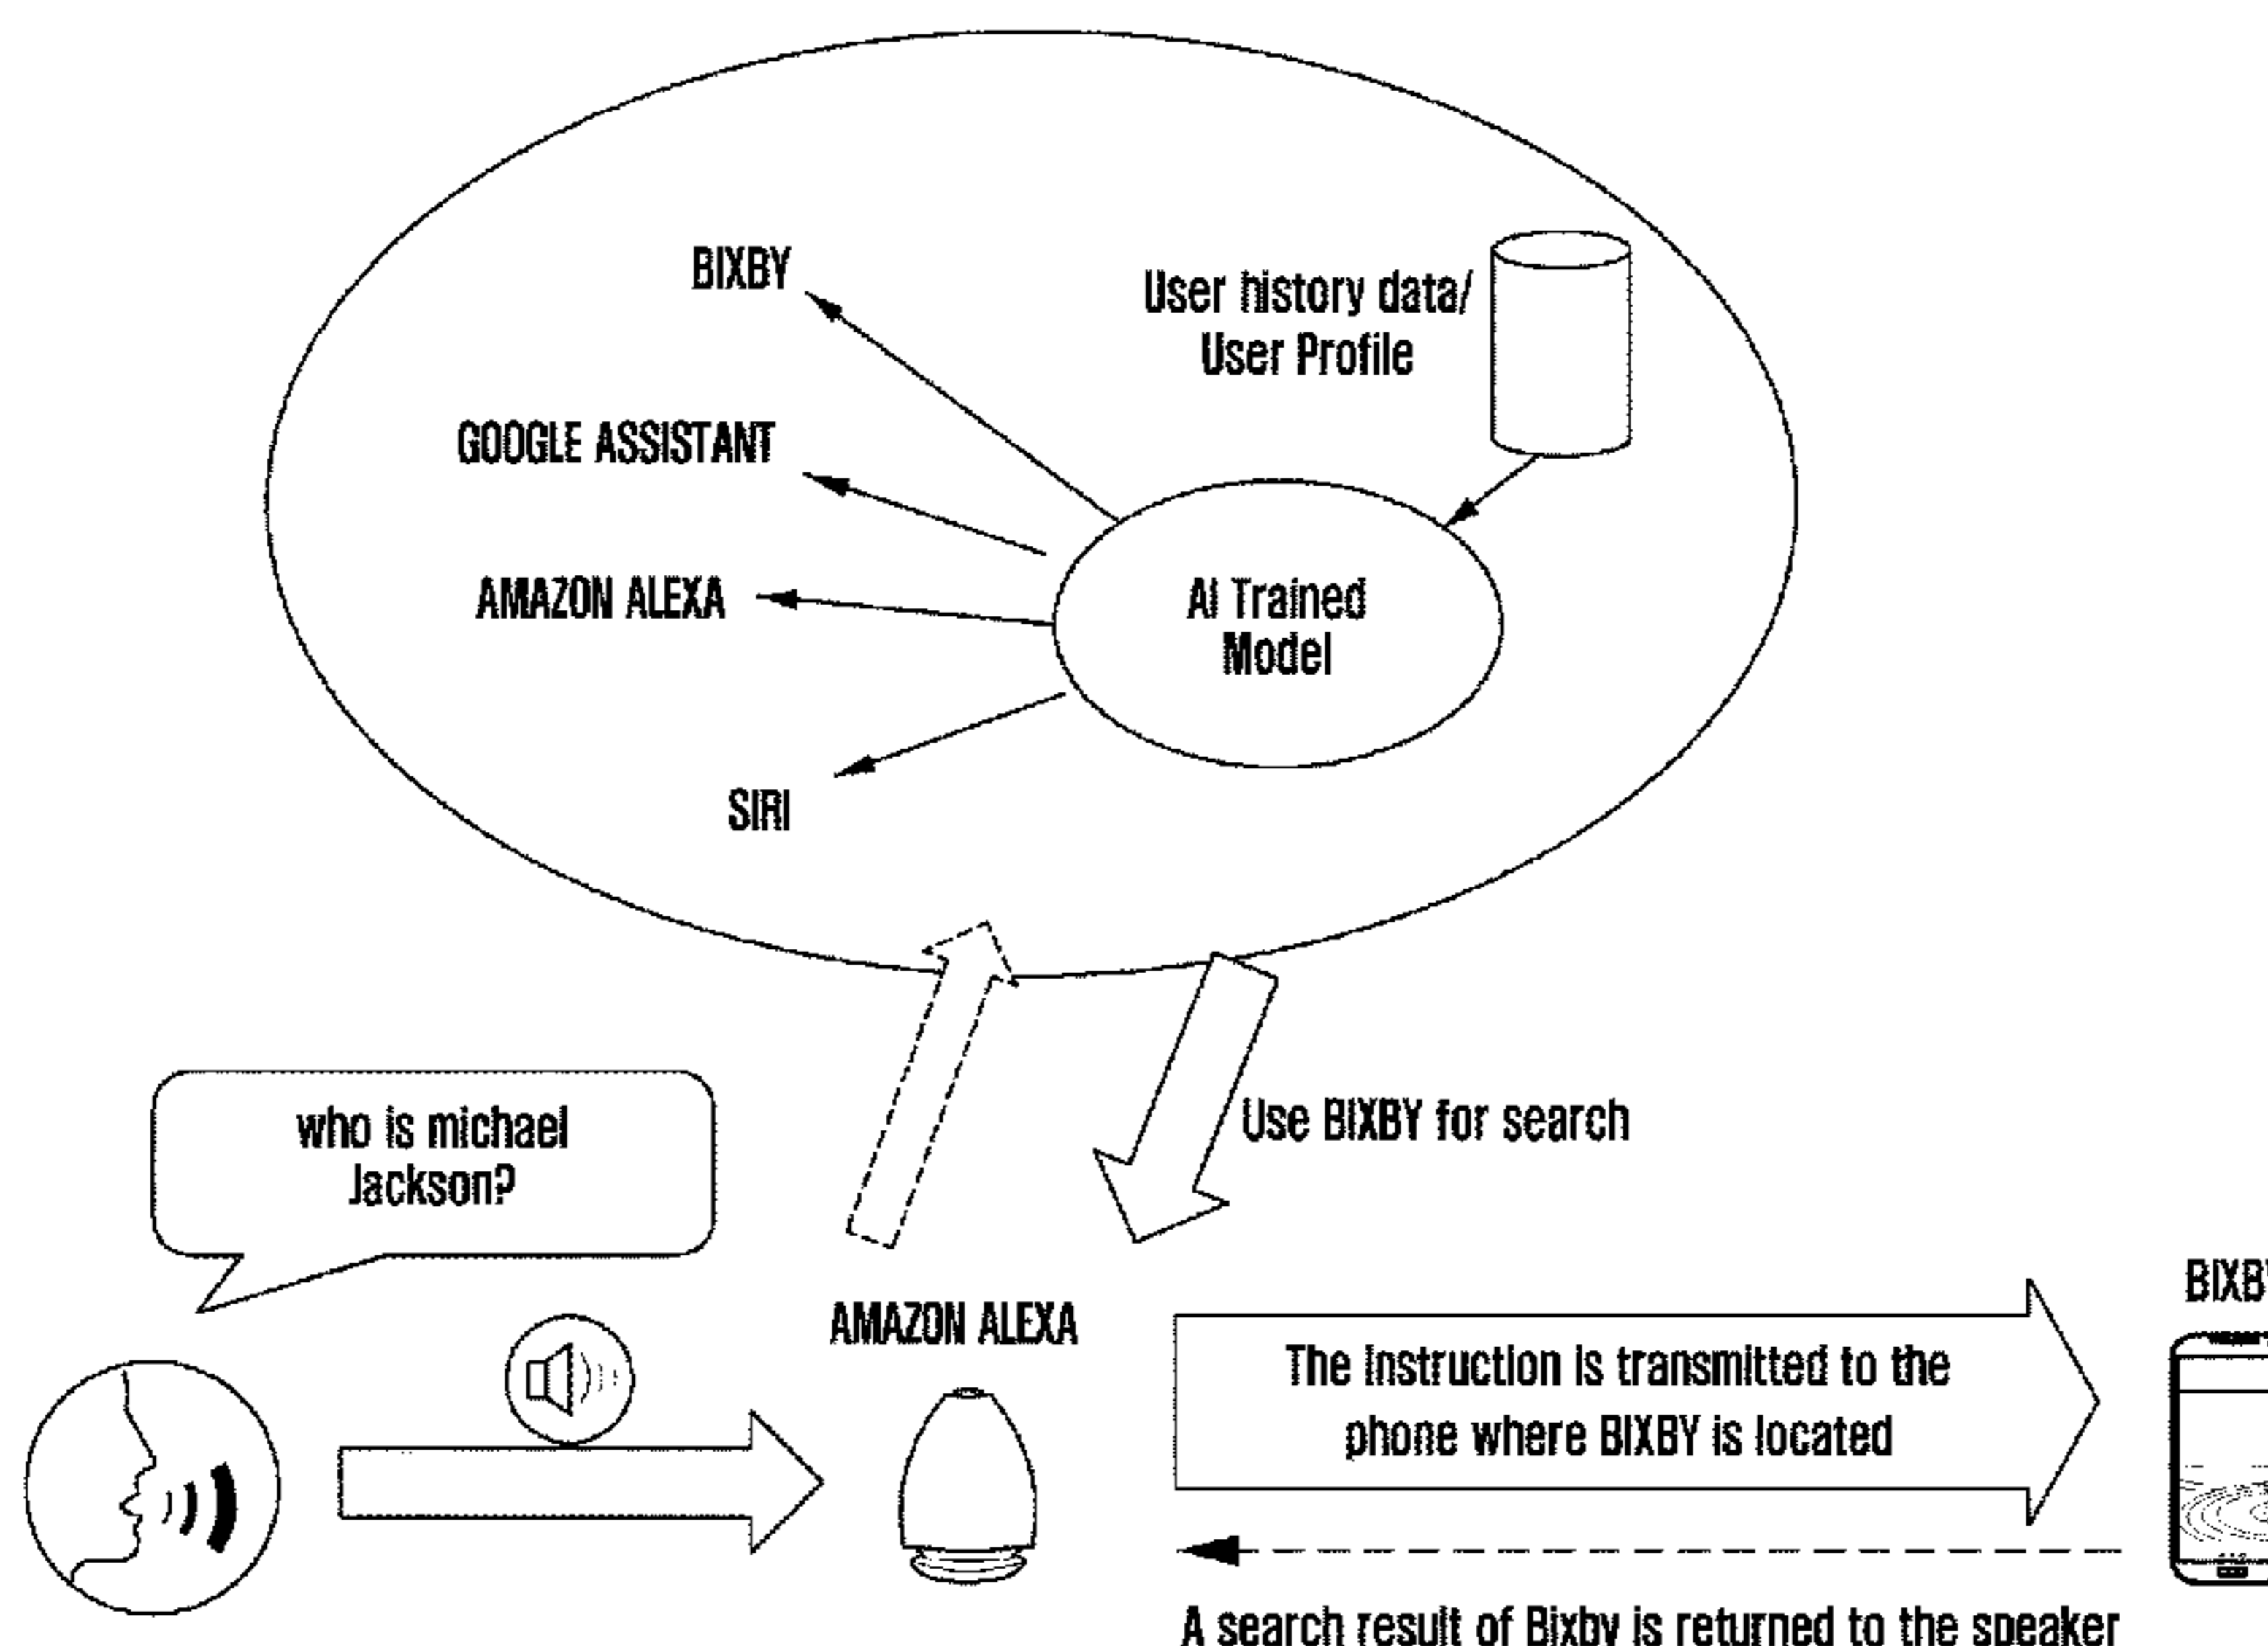 BIXBY
User history data/
User Profile
GOOGLE ASSISTANT
AMAZON ALEXA
AI Trained
Model
SIRI
Use BIXBY for search
who is michael
Jackson?
AMAZON ALEXA
BIXBY
The instruction is transmitted to the
phone where BIXBY is located
A search result of Bixby is returned to the speaker